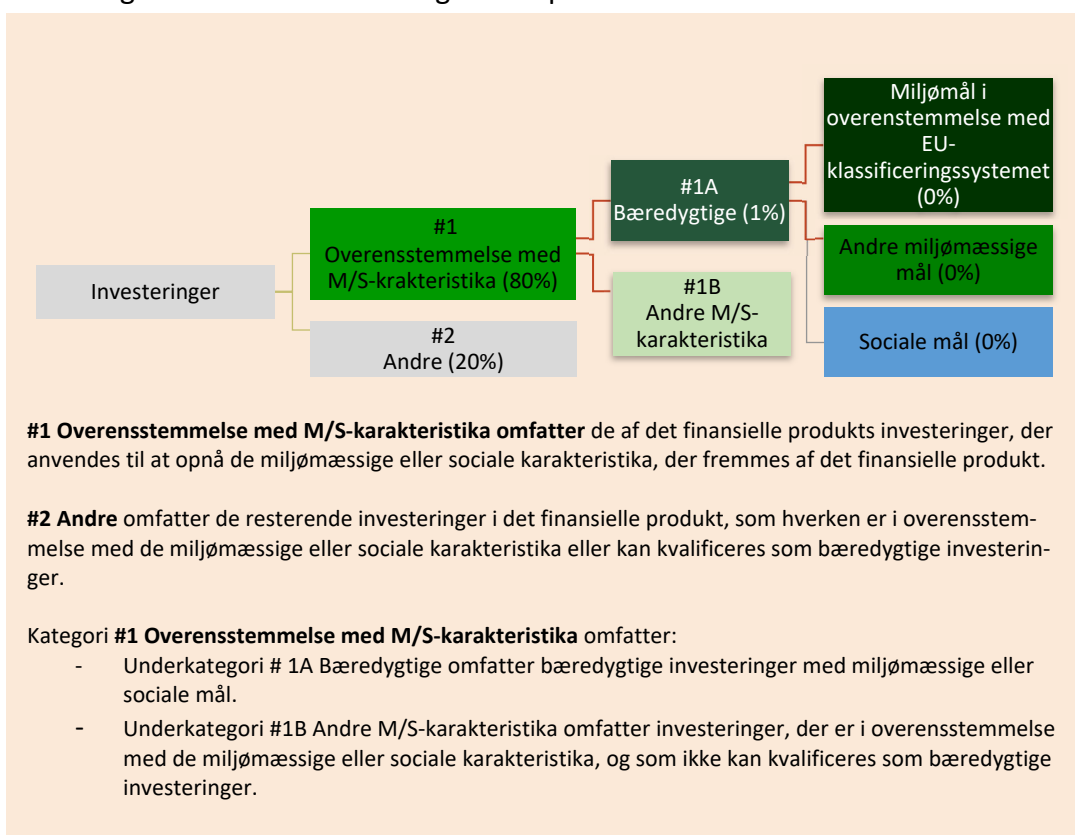 Miljømål i
overenstemmelse med
EU-
klassificeringssystemet
(0%)
#1A
Bæredygtige (1%)
#1
Overensstemmelse med
M/S-krakteristika (80%)
Andre miljømæssige
mål (0%)
Investeringer
#1B
Andre M/S-
karakteristika
#2
Andre (20%)
Sociale mål (0%)
#1 Overensstemmelse med M/S-karakteristika omfatter de af det finansielle produkts investeringer, der
anvendes til at opnå de miljømæssige eller sociale karakteristika, der fremmes af det finansielle produkt.
#2 Andre omfatter de resterende investeringer i det finansielle produkt, som hverken er i overensstem-
melse med de miljømæssige eller sociale karakteristika eller kan kvalificeres som bæredygtige investerin-
ger.
Kategori #1 Overensstemmelse med M/S-karakteristika omfatter:
- Underkategori # 1A Bæredygtige omfatter bæredygtige investeringer med miljømæssige eller
sociale mål.
- Underkategori #1B Andre M/S-karakteristika omfatter investeringer, der er i overensstemmelse
med de miljømæssige eller sociale karakteristika, og som ikke kan kvalificeres som bæredygtige
investeringer.